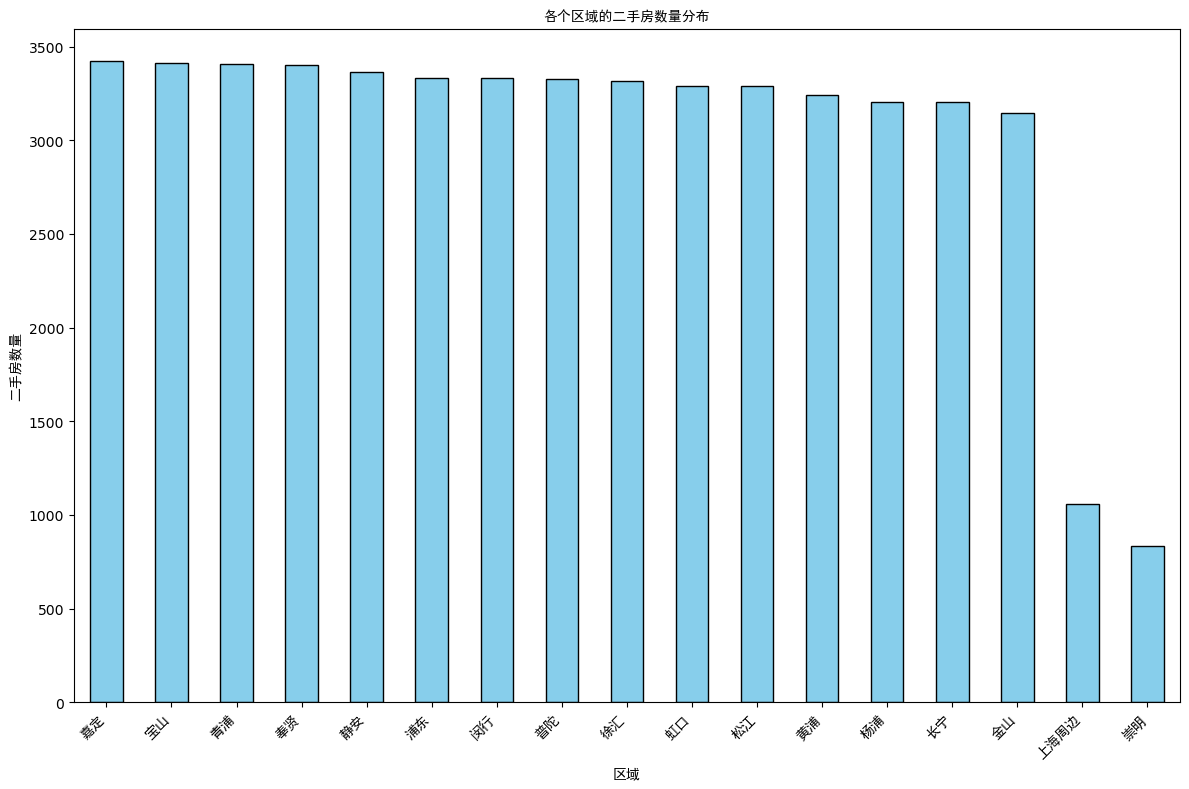 各个区域的二手房数量分布
3500
3000
2500
2000
1500
1000
500
0
二手房数量
嘉定
宝山
青浦
奉贤
静安
浦东
闵行
普陀
徐汇
虹口
松江
黄浦
杨浦
长宁
金山
上海周边
崇明
区域